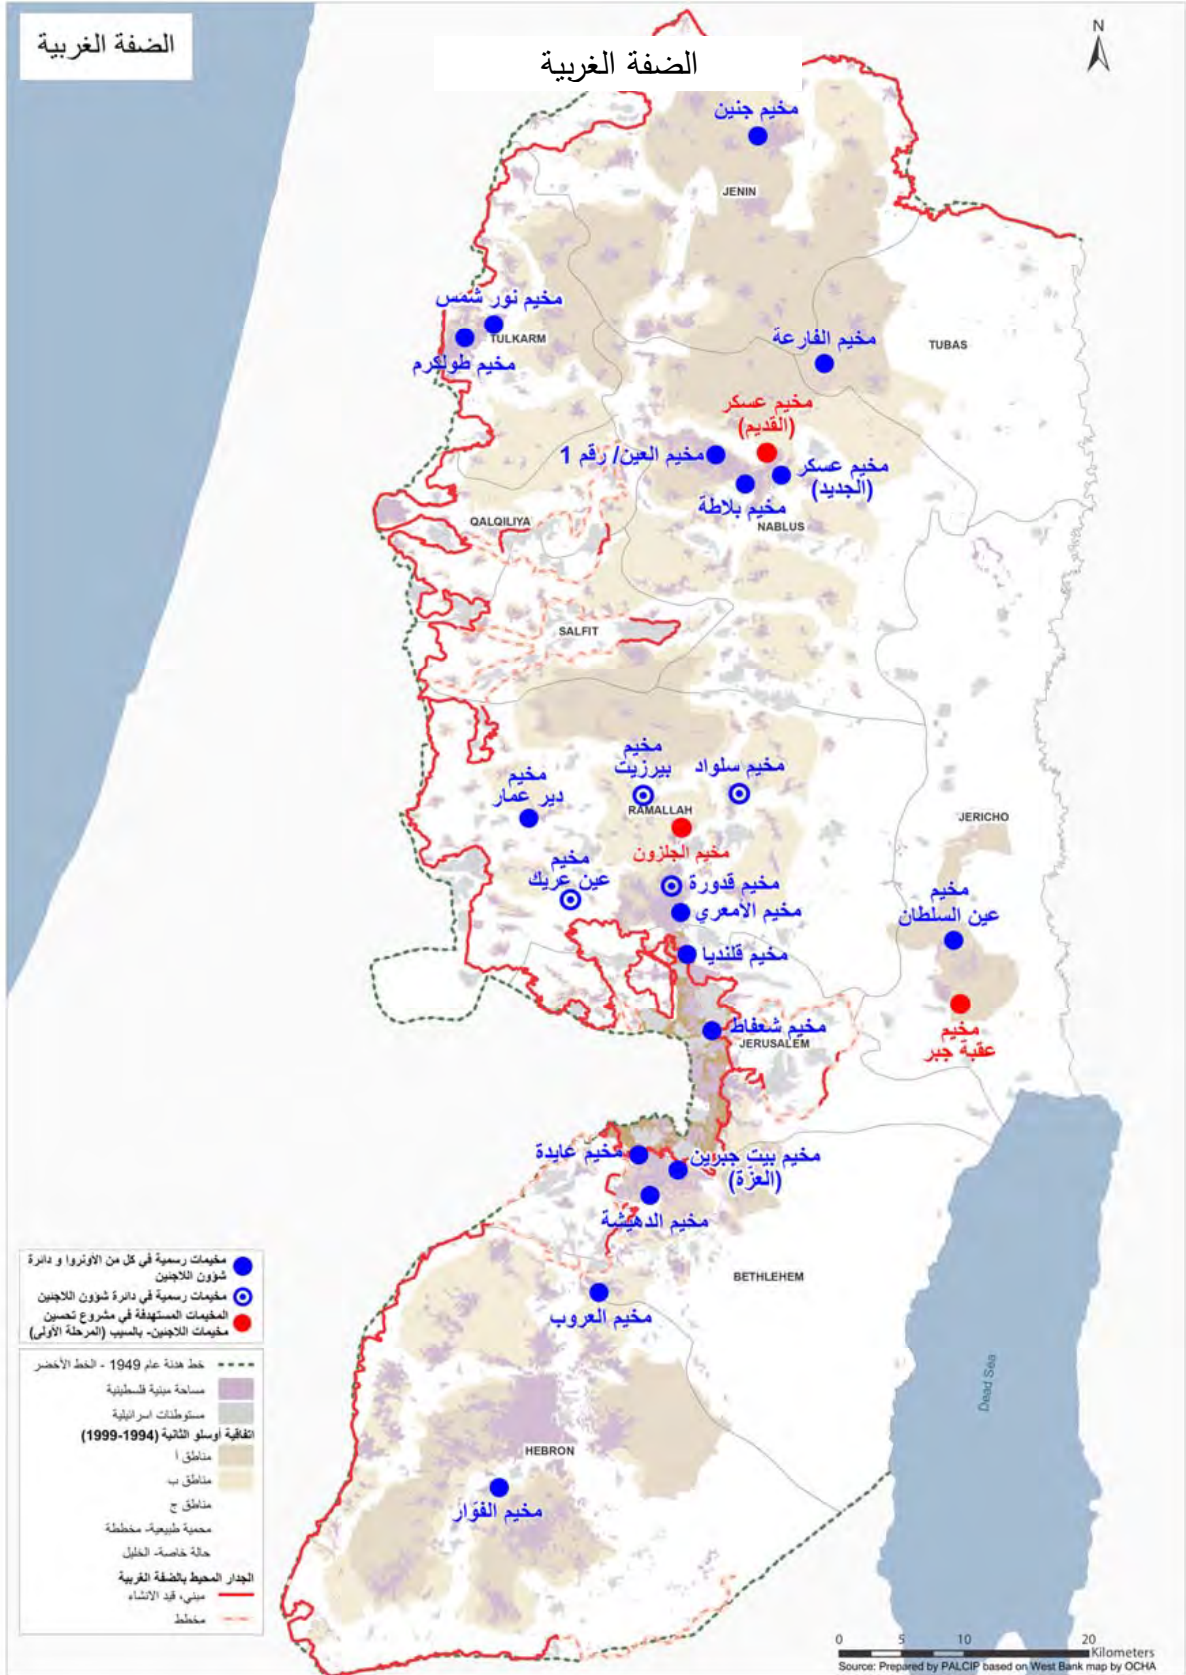 الضفة الغربية
الضفة الغربية
N
مخيم جنين
JENIN
مخيم نور شمس
TULKARM
مخيم طولكرم
مخيم الفارعة
TUBAS
مخيم عسكر
(القديم)
مخيم العين/ رقم 1
مخيم عسكر
(الجديد)
مخيم بلاطة
NABLUS
QALQILIYA
SALFIT
مخيم
بيرزيت
مخيم سلواد
مخيم
دير عمار
RAMALLAH
JERICHO
مخيم الجلزون
مخيم
عين عريك
مخيم قدورة
مخيم الأمعري
مخيم
عين السلطان
مخيم قلنديا
مخيم شعفاط
JERUSALEM
مخيم
عقبة جبر
مخيم عايدة
مخيم بيت جبرين
(العزّة)
مخيم الدهيشة
BETHLEHEM
مخيم العروب
HEBRON
مخيم الفوّار
Dead Sea
مخيمات رسمية في كل من الأونروا و دائرة
شؤون اللاجئين
مخيمات رسمية في دائرة شؤون اللاجئين
المخيمات المستهدفة في مشروع تحسين
مخيمات اللاجئين- بالسيب (المرحلة الأولى)
خط هدنة عام 1949 - الخط الأخضر
مساحة مبنية فلسطينية
مستوطنات اسرائيلية
اتفاقية أوسلو الثانية (1994-1999)
مناطق أ
مناطق ب
مناطق ج
محمية طبيعية- مخططة
حالة خاصة- الخليل
الجدار المحيط بالضفة الغربية
مبني، قيد الانشاء
مخطط
0 5 10 20
Kilometers
Source: Prepared by PALCIP based on West Bank map by OCHA